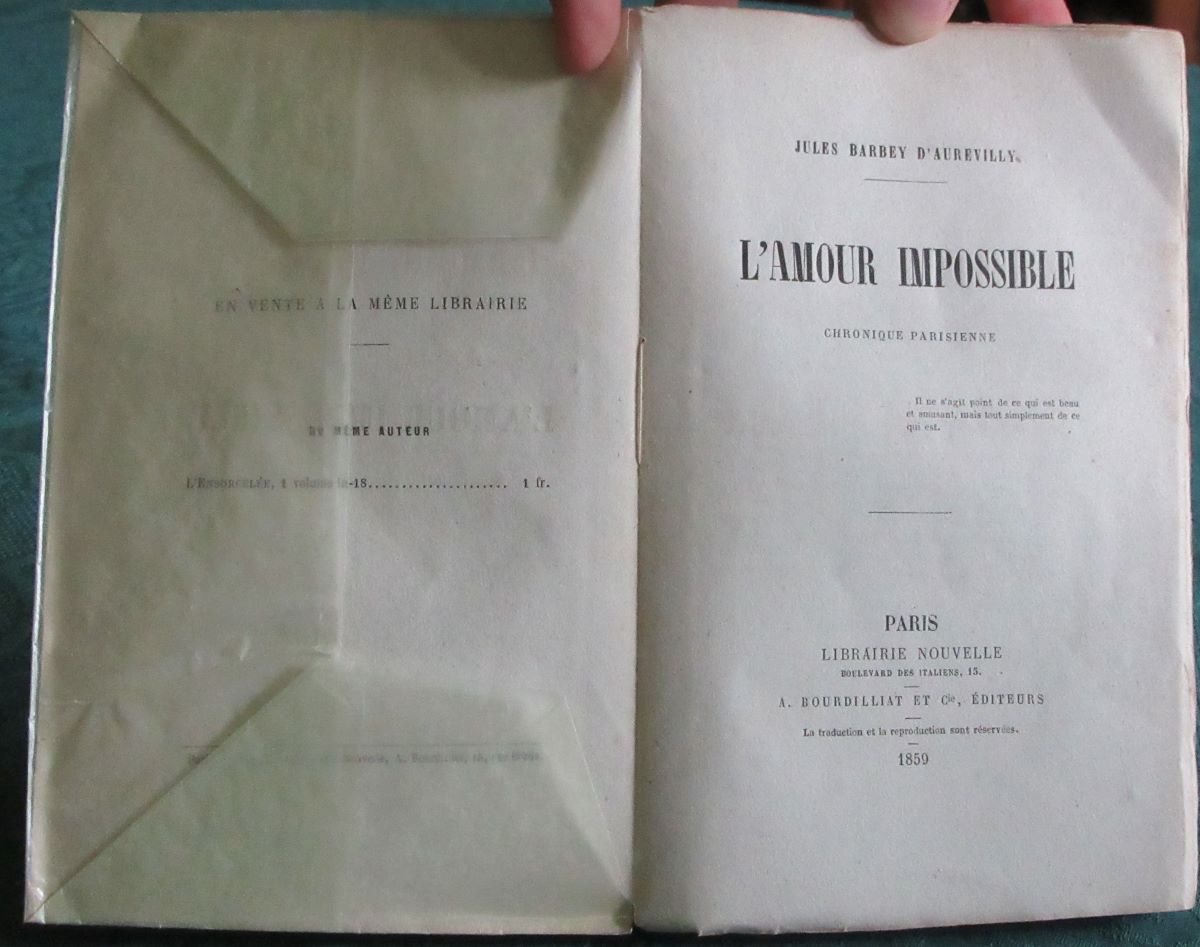 EN VENTE A LA MÊME LIBRAIRIE
DU MÊME AUTEUR
L'ENSORCELÉE, 1 volume in-18.................... 1 fr.
JULES BARBEY D'AUREVILLY.
L'AMOUR IMPOSSIBLE
CHRONIQUE PARISIENNE
Il ne s'agit point de ce qui est beau
et amusant, mais tout simplement de ce
qui est.
PARIS
LIBRAIRIE NOUVELLE
BOULEVARD DES ITALIENS, 15.
A. BOURDILLIAT ET Cie, ÉDITEURS
La traduction et la reproduction sont réservées.
1859